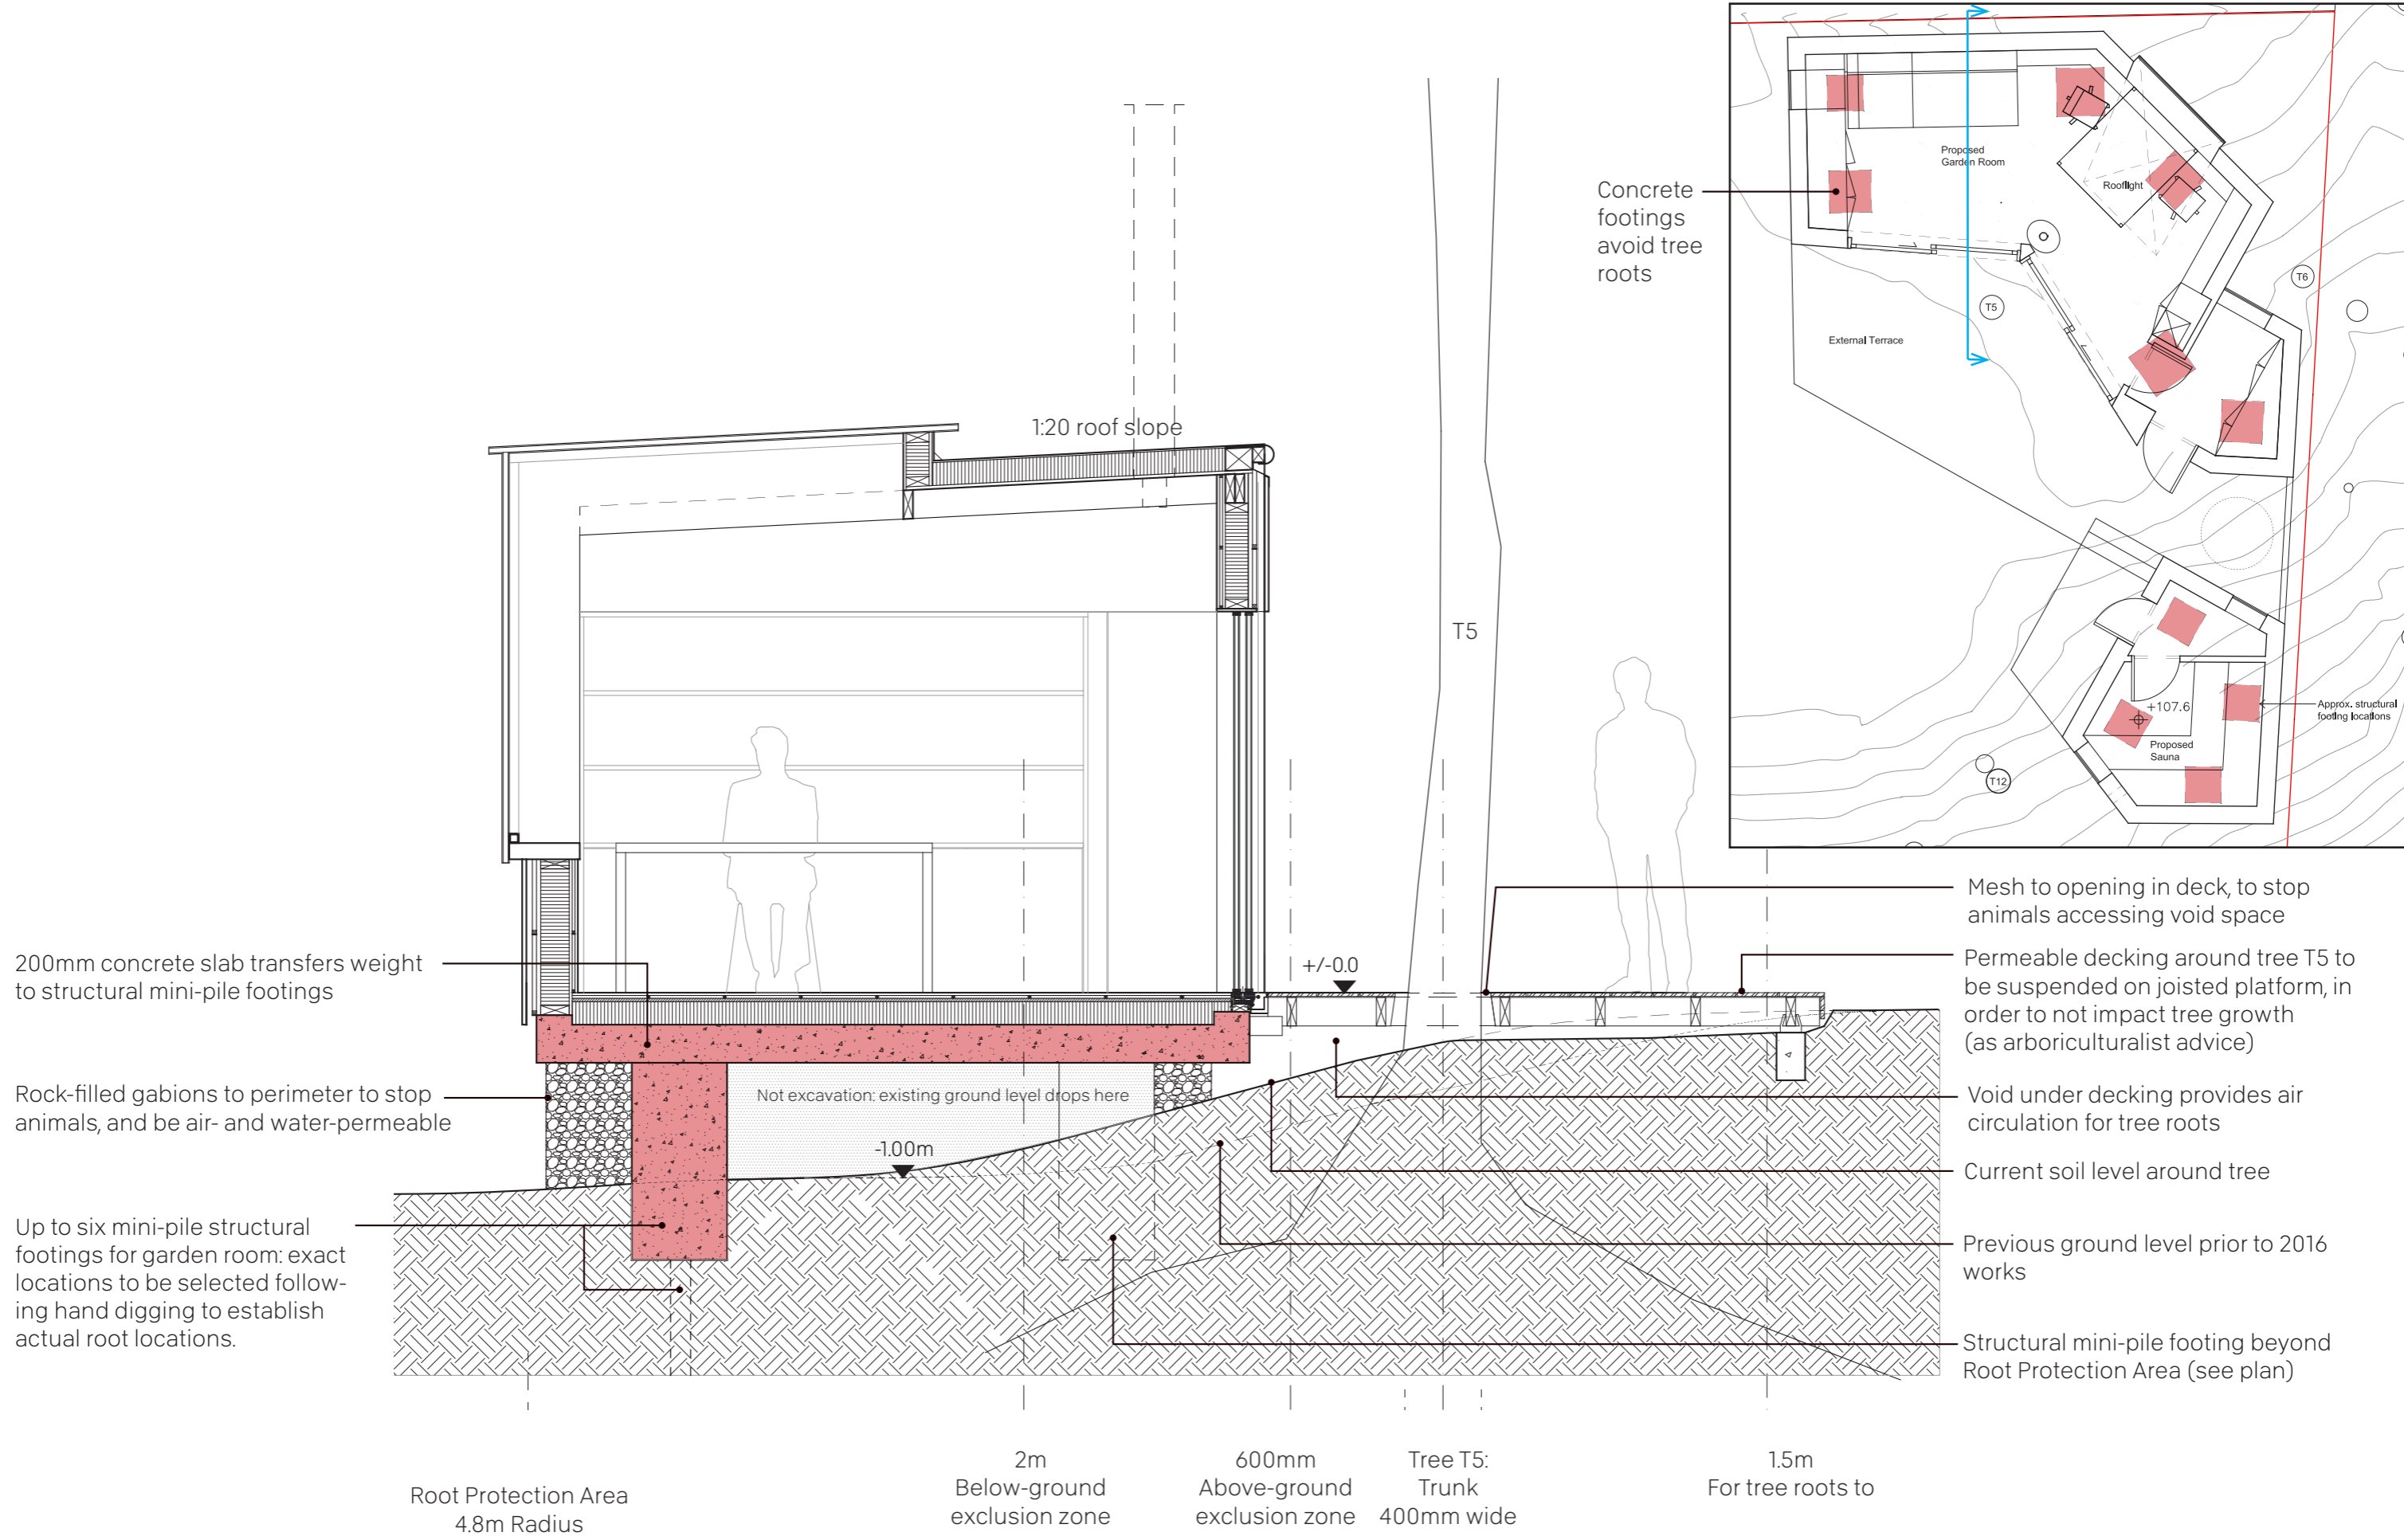 Concrete
footings
avoid tree
roots
Proposed
Garden Room
Rooflight
T5
T6
External Terrace
+107.6
Approx. structural
footing locations
Proposed
Sauna
T12
1:20 roof slope
T5
+/-0.0
Mesh to opening in deck, to stop
animals accessing void space
Permeable decking around tree T5 to
be suspended on joisted platform, in
order to not impact tree growth
(as arboriculturalist advice)
Void under decking provides air
circulation for tree roots
Current soil level around tree
Previous ground level prior to 2016
works
Structural mini-pile footing beyond
Root Protection Area (see plan)
200mm concrete slab transfers weight
to structural mini-pile footings
Rock-filled gabions to perimeter to stop
animals, and be air- and water-permeable
Not excavation: existing ground level drops here
-1.00m
Up to six mini-pile structural
footings for garden room: exact
locations to be selected follow-
ing hand digging to establish
actual root locations.
Root Protection Area
4.8m Radius
2m
Below-ground
exclusion zone
600mm
Above-ground
exclusion zone
Tree T5:
Trunk
400mm wide
1.5m
For tree roots to